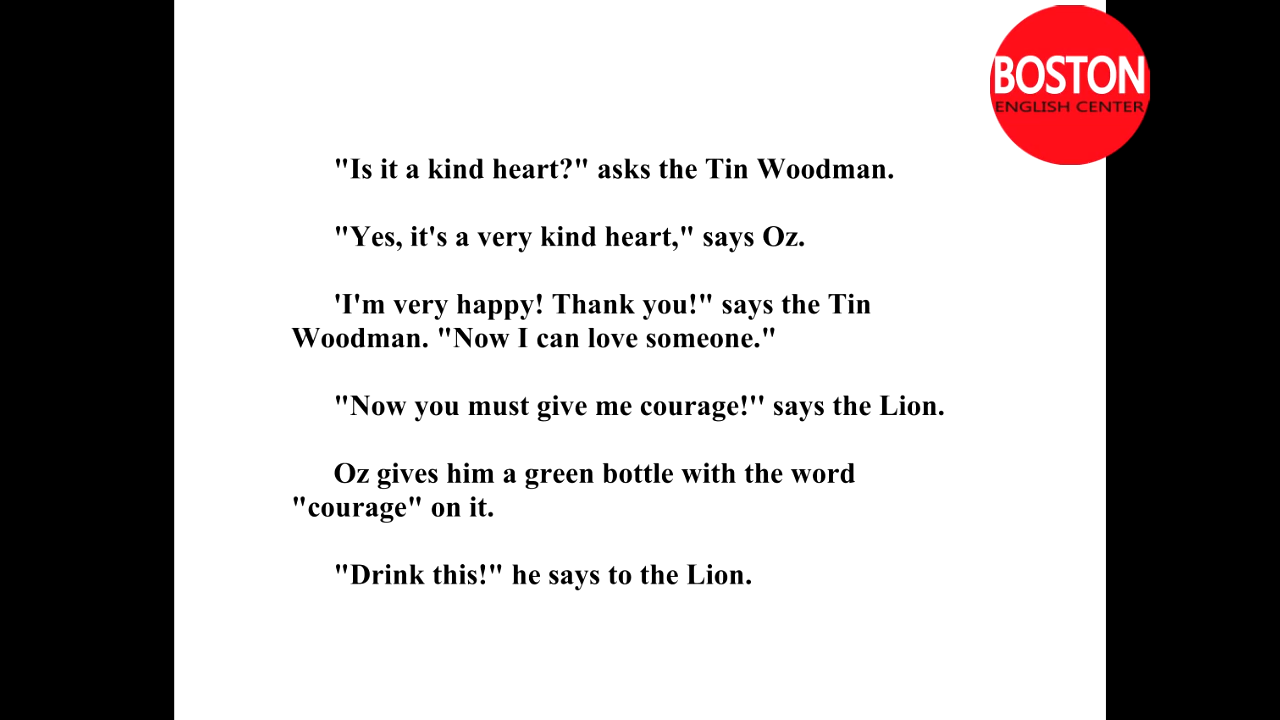 BOSTON
ENGLISH CENTER
"Is it a kind heart?" asks the Tin Woodman.
"Yes, it's a very kind heart," says Oz.
'I'm very happy! Thank you!" says the Tin
Woodman. "Now I can love someone."
"Now you must give me courage!'' says the Lion.
Oz gives him a green bottle with the word
"courage" on it.
"Drink this!" he says to the Lion.